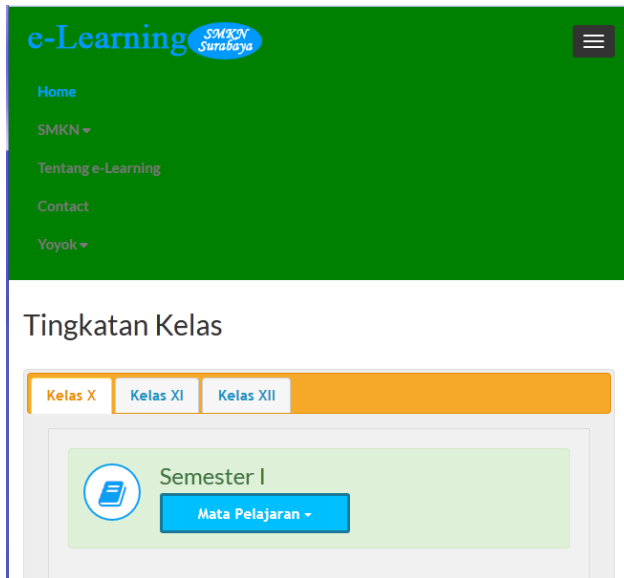 e-Learning SMKN
Surabaya
Home
SMKN
Tentang e-Learning
Contact
Yoyok
Tingkatan Kelas
Kelas X Kelas XI Kelas XII
Semester I
Mata Pelajaran